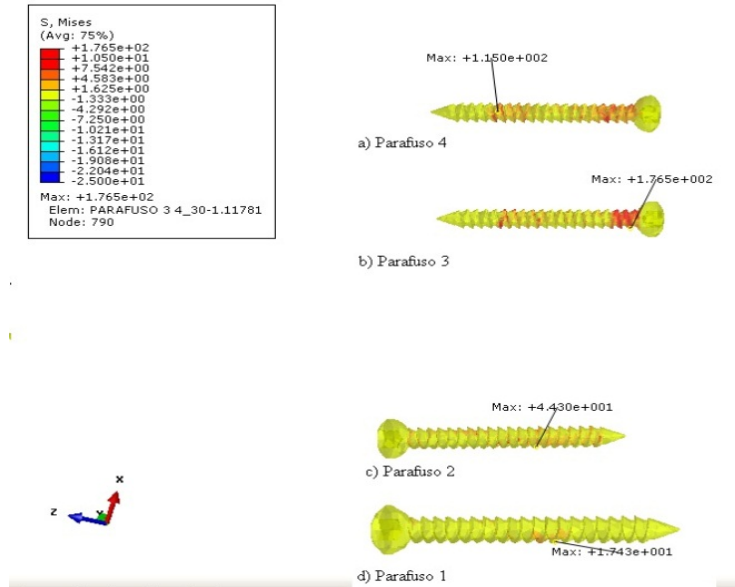 S, Mises
(Avg: 75%)
+1.765e+02
+1.050e+01
+7.542e+00
+4.583e+00
+1.625e+00
-1.333e+00
-4.292e+00
-7.250e+00
-1.021e+01
-1.317e+01
-1.612e+01
-1.908e+01
-2.204e+01
-2.500e+01
Max: +1.765e+02
Elem: PARAFUSO 3 4_30-1.11781
Node: 790
Max: +1.150e+002
a) Parafuso 4
Max: +1.765e+002
b) Parafuso 3
Max: +4.430e+001
c) Parafuso 2
X
Z
Y
Max: +1.743e+001
d) Parafuso 1